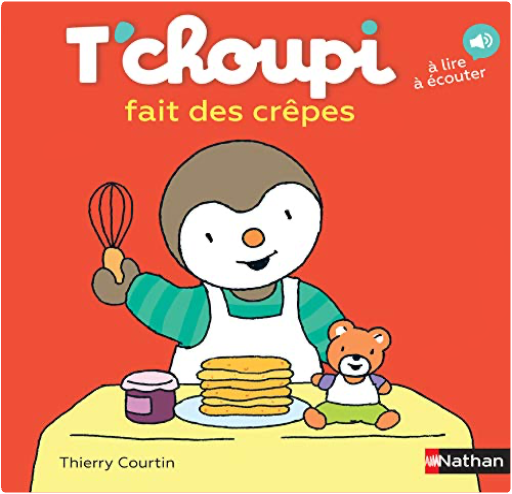 T'choupi
à lire
à écouter
fait des crêpes
Thierry Courtin
Nathan